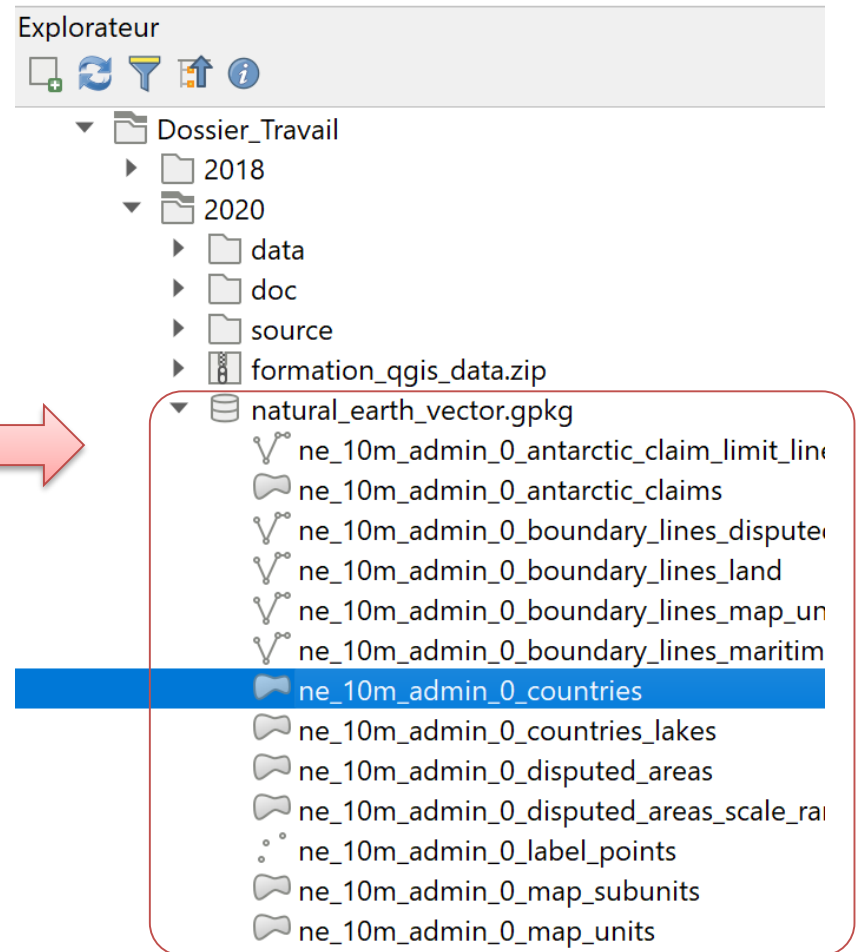 Explorateur
Dossier_Travail
2018
2020
data
doc
source
formation_qgis_data.zip
natural_earth_vector.gpkg
ne_10m_admin_0_antarctic_claim_limit_line
ne_10m_admin_0_antarctic_claims
ne_10m_admin_0_boundary_lines_dispute
ne_10m_admin_0_boundary_lines_land
ne_10m_admin_0_boundary_lines_map_un
ne_10m_admin_0_boundary_lines_maritim
ne_10m_admin_0_countries
ne_10m_admin_0_countries_lakes
ne_10m_admin_0_disputed_areas
ne_10m_admin_0_disputed_areas_scale_ra
ne_10m_admin_0_label_points
ne_10m_admin_0_map_subunits
ne_10m_admin_0_map_units